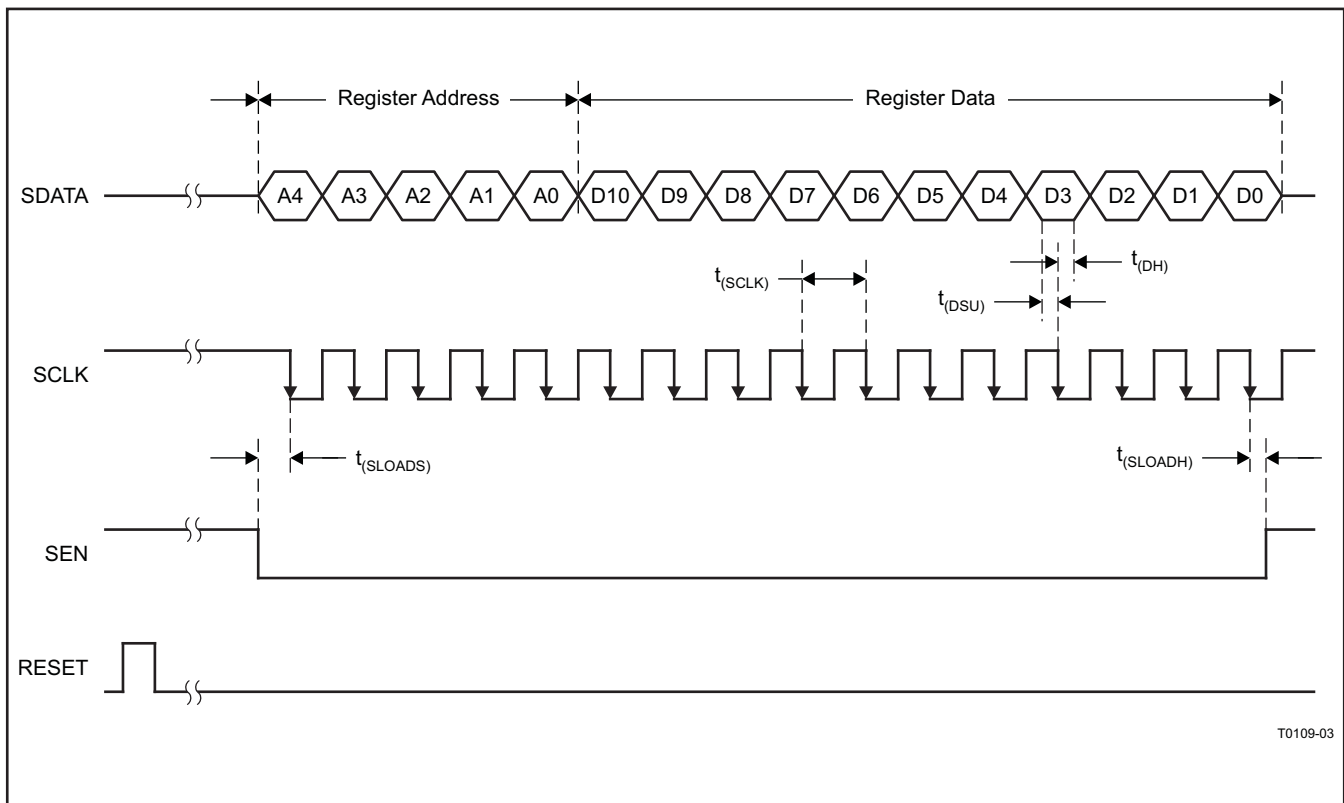 Register Address
Register Data
SDATA
A4 A3 A2 A1 A0 D10 D9 D8 D7 D6 D5 D4 D3 D2 D1 D0
t(DH)
t(SCLK)
t(DSU)
SCLK
t(SLOADS)
t(SLOADH)
SEN
RESET
T0109-03